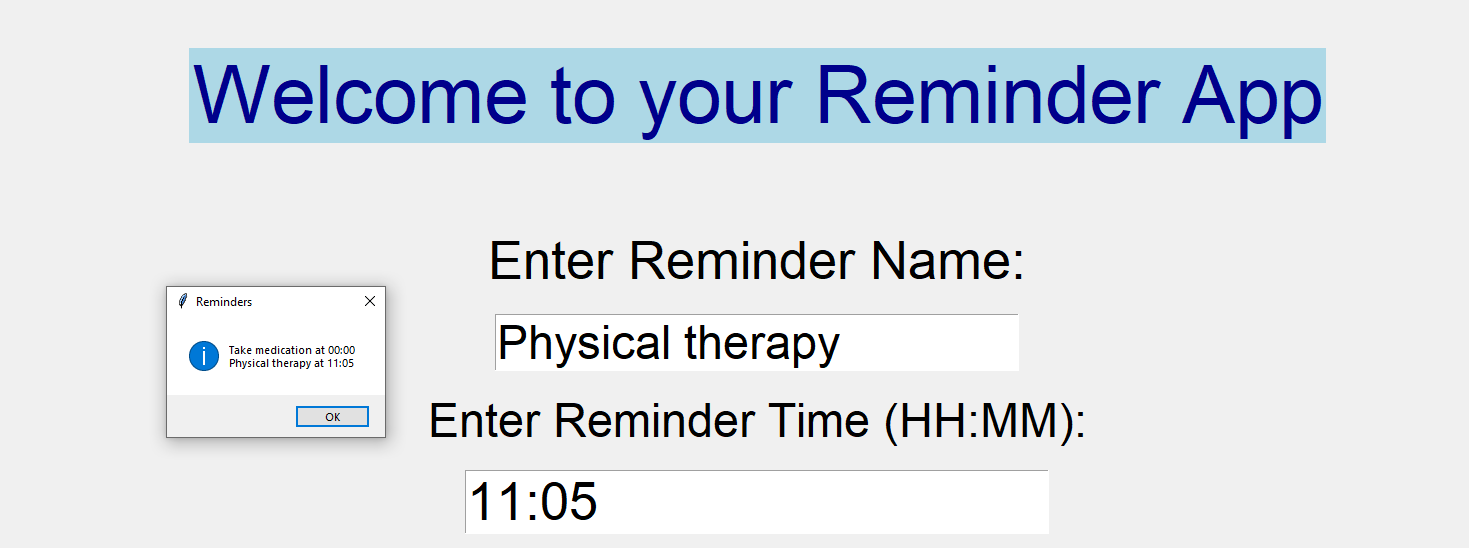 Welcome to your Reminder App
Enter Reminder Name:
Physical therapy
Enter Reminder Time (HH:MM):
11:05
Reminders
Take medication at 00:00
Physical therapy at 11:05
OK